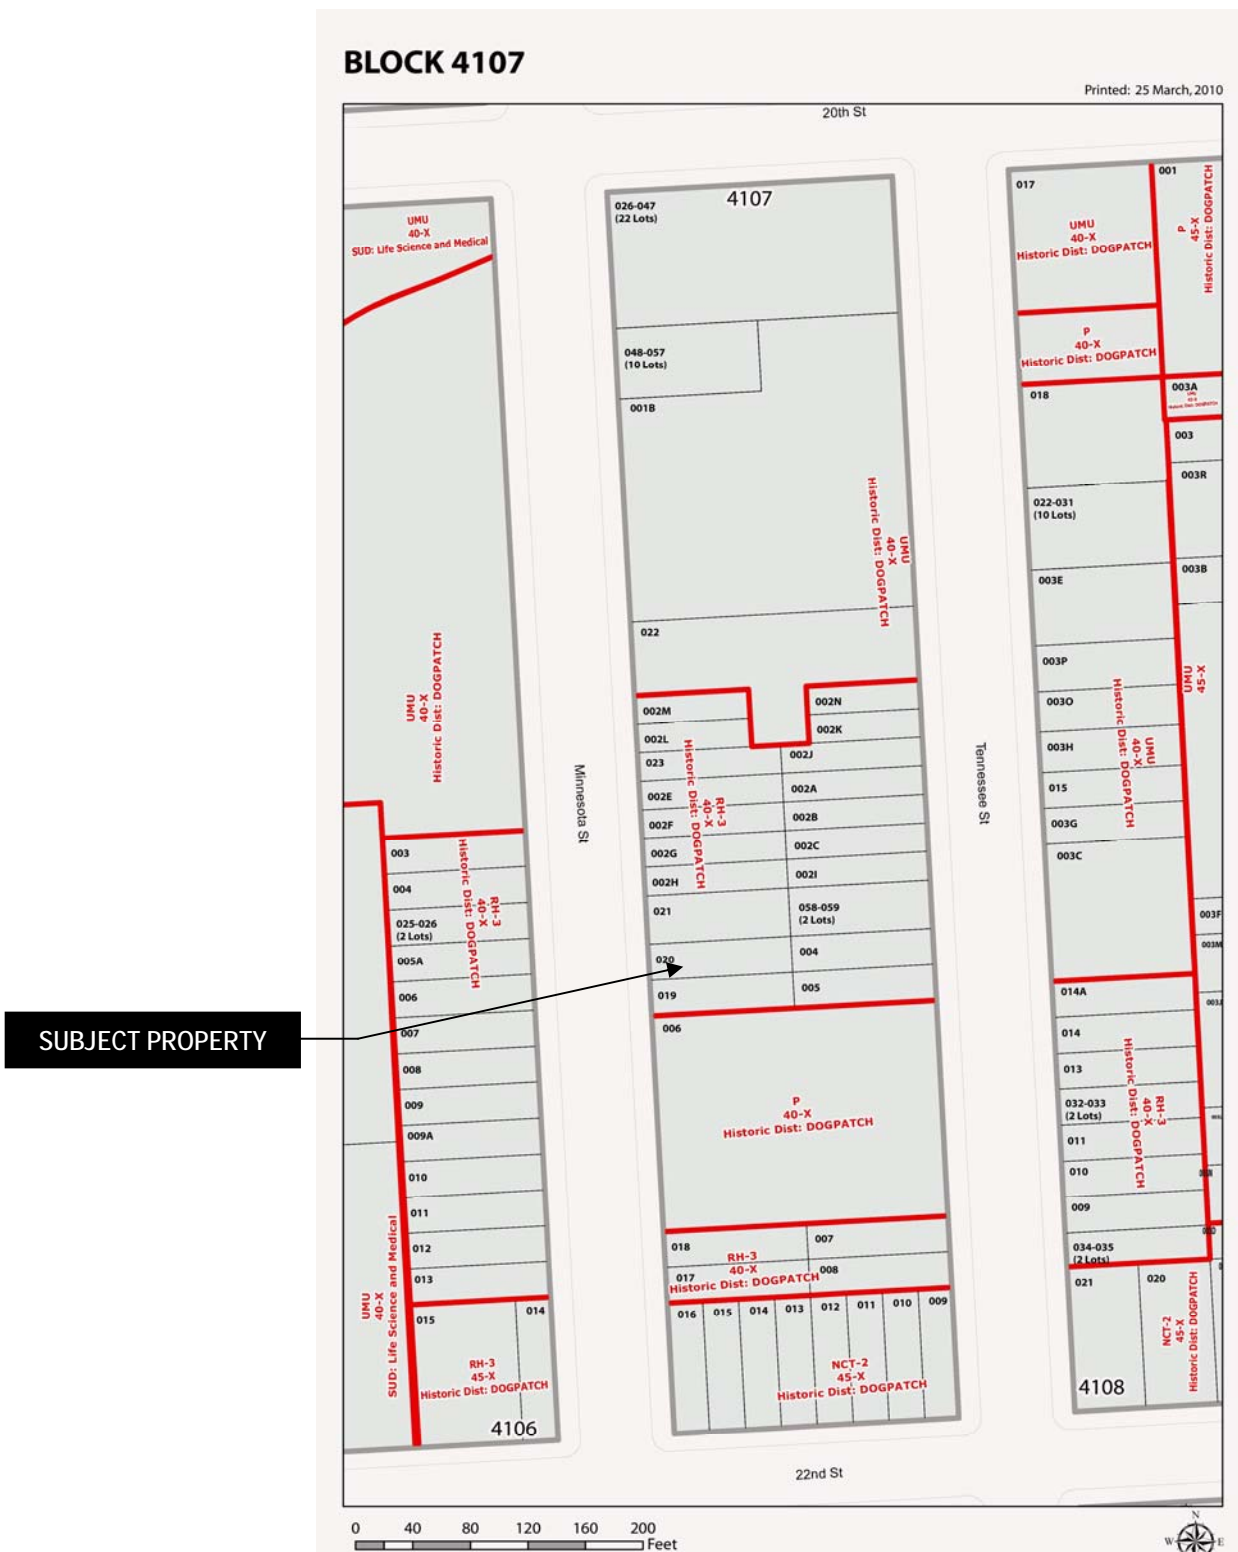 BLOCK 4107
Printed: 25 March, 2010
20th St
UMU
40-X
SUD: Life Science and Medical
Historic Dist: DOGPATCH
40-X
UMU
003
004
025-026
(2 Lots)
005A
006
007
008
009
009A
010
011
012
013
015
014
Historic Dist: DOGPATCH
40-X
RH-3
UMU
40-X
SUD: Life Science and Medical
RH-3
45-X
Historic Dist: DOGPATCH
4106
SUBJECT PROPERTY
Minnesota St
4107
026-047
(22 Lots)
048-057
(10 Lots)
001B
UMU
40-X
Historic Dist: DOGPATCH
022
002M
002L
023
002E
002F
002G
002H
021
020
019
002N
002K
002J
002A
002B
002C
002I
058-059
(2 Lots)
004
005
RH-3
40-X
Historic Dist: DOGPATCH
006
P
40-X
Historic Dist: DOGPATCH
018
007
017
008
RH-3
40-X
Historic Dist: DOGPATCH
016 015 014 013 012 011 010 009
NCT-2
45-X
Historic Dist: DOGPATCH
Tennessee St
017
UMU
40-X
Historic Dist: DOGPATCH
001
P
45-X
Historic Dist: DOGPATCH
P
40-X
Historic Dist: DOGPATCH
003A
018
003
003R
022-031
(10 Lots)
003B
003E
003P
003O
003H
015
003G
003C
UMU
45-X
UMU
40-X
Historic Dist: DOGPATCH
003F
003M
014A
014
013
032-033
(2 Lots)
011
010
009
034-035
(2 Lots)
RH-3
40-X
Historic Dist: DOGPATCH
021
020
NCT-2
45-X
Historic Dist: DOGPATCH
4108
22nd St
0 40 80 120 160 200
Feet
N
W
E